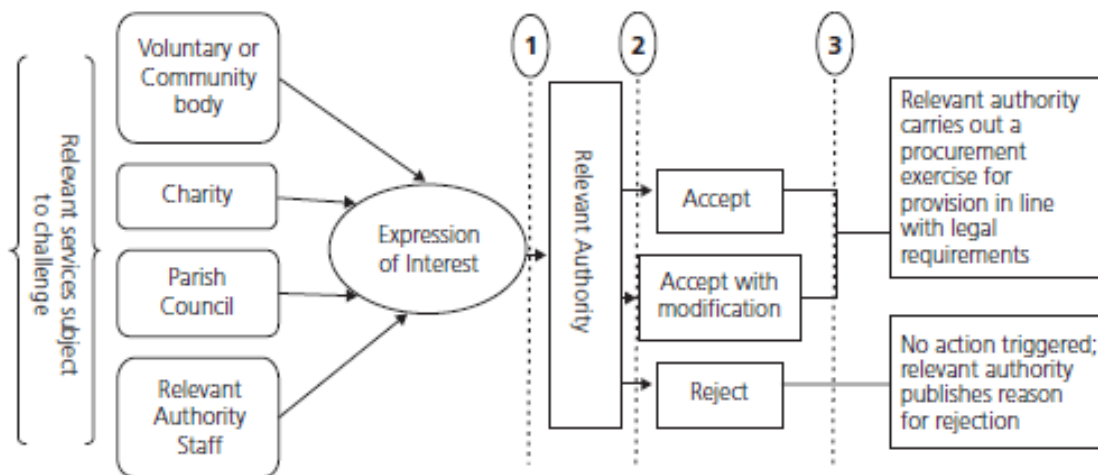 Relevant services subject
to challenge
Voluntary or
Community
body
Charity
Parish
Council
Relevant
Authority
Staff
Expression
of Interest
1
2
3
Relevant Authority
Accept
Accept with
modification
Reject
Relevant authority
carries out a
procurement
exercise for
provision in line
with legal
requirements
No action triggered;
relevant authority
publishes reason
for rejection